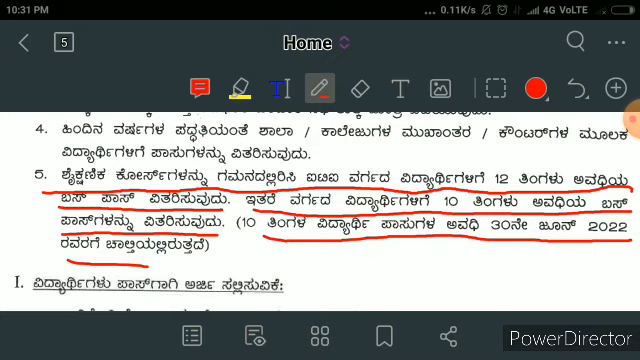 10:31 PM
... 0.11K/s 4G VoLTE
5
Home
4. ಹಿಂದಿನ ವರ್ಷಗಳ ಪದ್ಧತಿಯಂತೆ ಶಾಲಾ / ಕಾಲೇಜುಗಳ ಮುಖಾಂತರ / ಕೌಂಟರ್‌ಗಳ ಮೂಲಕ
ವಿದ್ಯಾರ್ಥಿಗಳಿಗೆ ಪಾಸುಗಳನ್ನು ವಿತರಿಸುವುದು.
5. ಶೈಕ್ಷಣಿಕ ಕೋರ್ಸ್‌ಗಳನ್ನು ಗಮನದಲ್ಲಿರಿಸಿ ಐಟಿಐ ವರ್ಗದ ವಿದ್ಯಾರ್ಥಿಗಳಿಗೆ 12 ತಿಂಗಳು ಅವಧಿಯ
ಬಸ್ ಪಾಸ್ ವಿತರಿಸುವುದು. ಇತರೆ ವರ್ಗದ ವಿದ್ಯಾರ್ಥಿಗಳಿಗೆ 10 ತಿಂಗಳು ಅವಧಿಯ ಬಸ್
ಪಾಸ್‌ಗಳನ್ನು ವಿತರಿಸುವುದು. (10 ತಿಂಗಳ ವಿದ್ಯಾರ್ಥಿ ಪಾಸುಗಳ ಅವಧಿ 30ನೇ ಜೂನ್ 2022
ರವರಗೆ ಚಾಲ್ತಿಯಲ್ಲಿರುತ್ತದೆ)
I. ವಿದ್ಯಾರ್ಥಿಗಳು ಪಾಸ್‌ಗಾಗಿ ಅರ್ಜಿ ಸಲ್ಲಿಸುವಿಕೆ:
PowerDirector